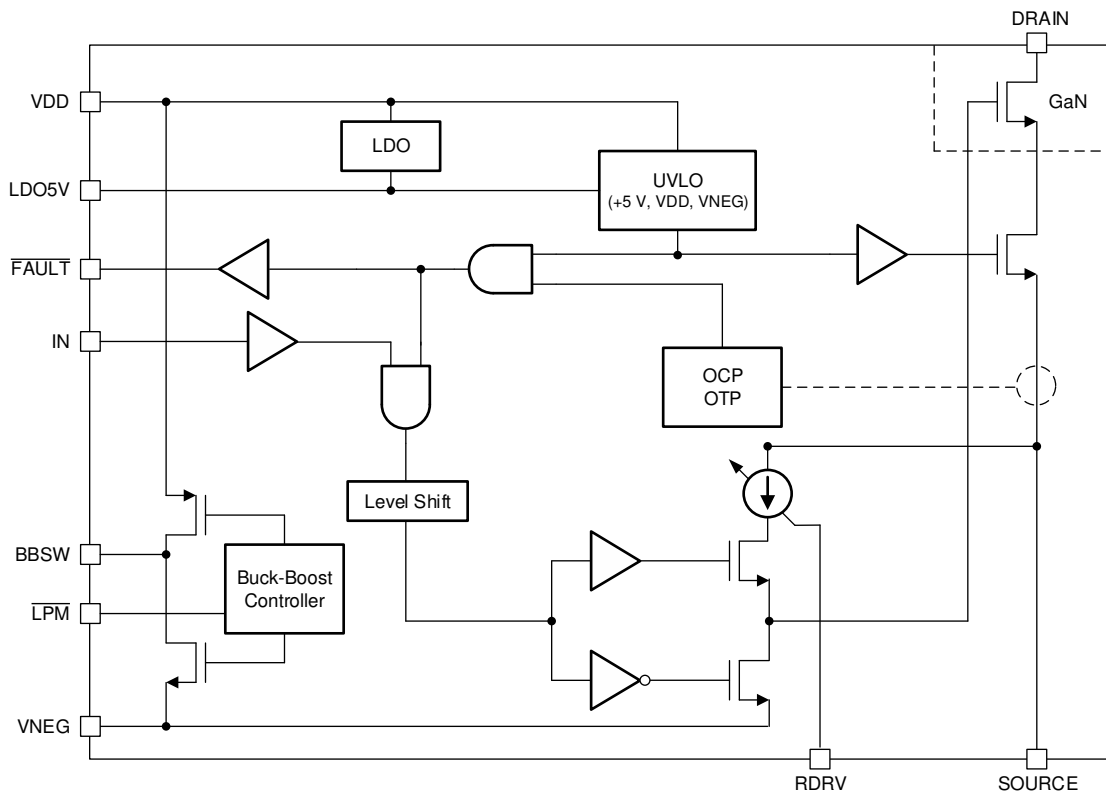 DRAIN
VDD
GaN
LDO
LDO5V
UVLO
(+5 V, VDD, VNEG)
FAULT
IN
OCP
OTP
Level Shift
BBSW
Buck-Boost
Controller
LPM
VNEG
RDRV
SOURCE